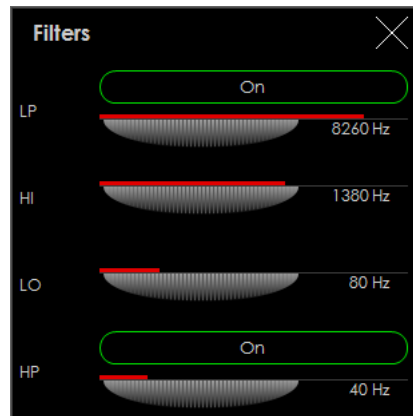 Filters
On
LP
8260 Hz
HI
1380 Hz
LO
80 Hz
On
HP
40 Hz